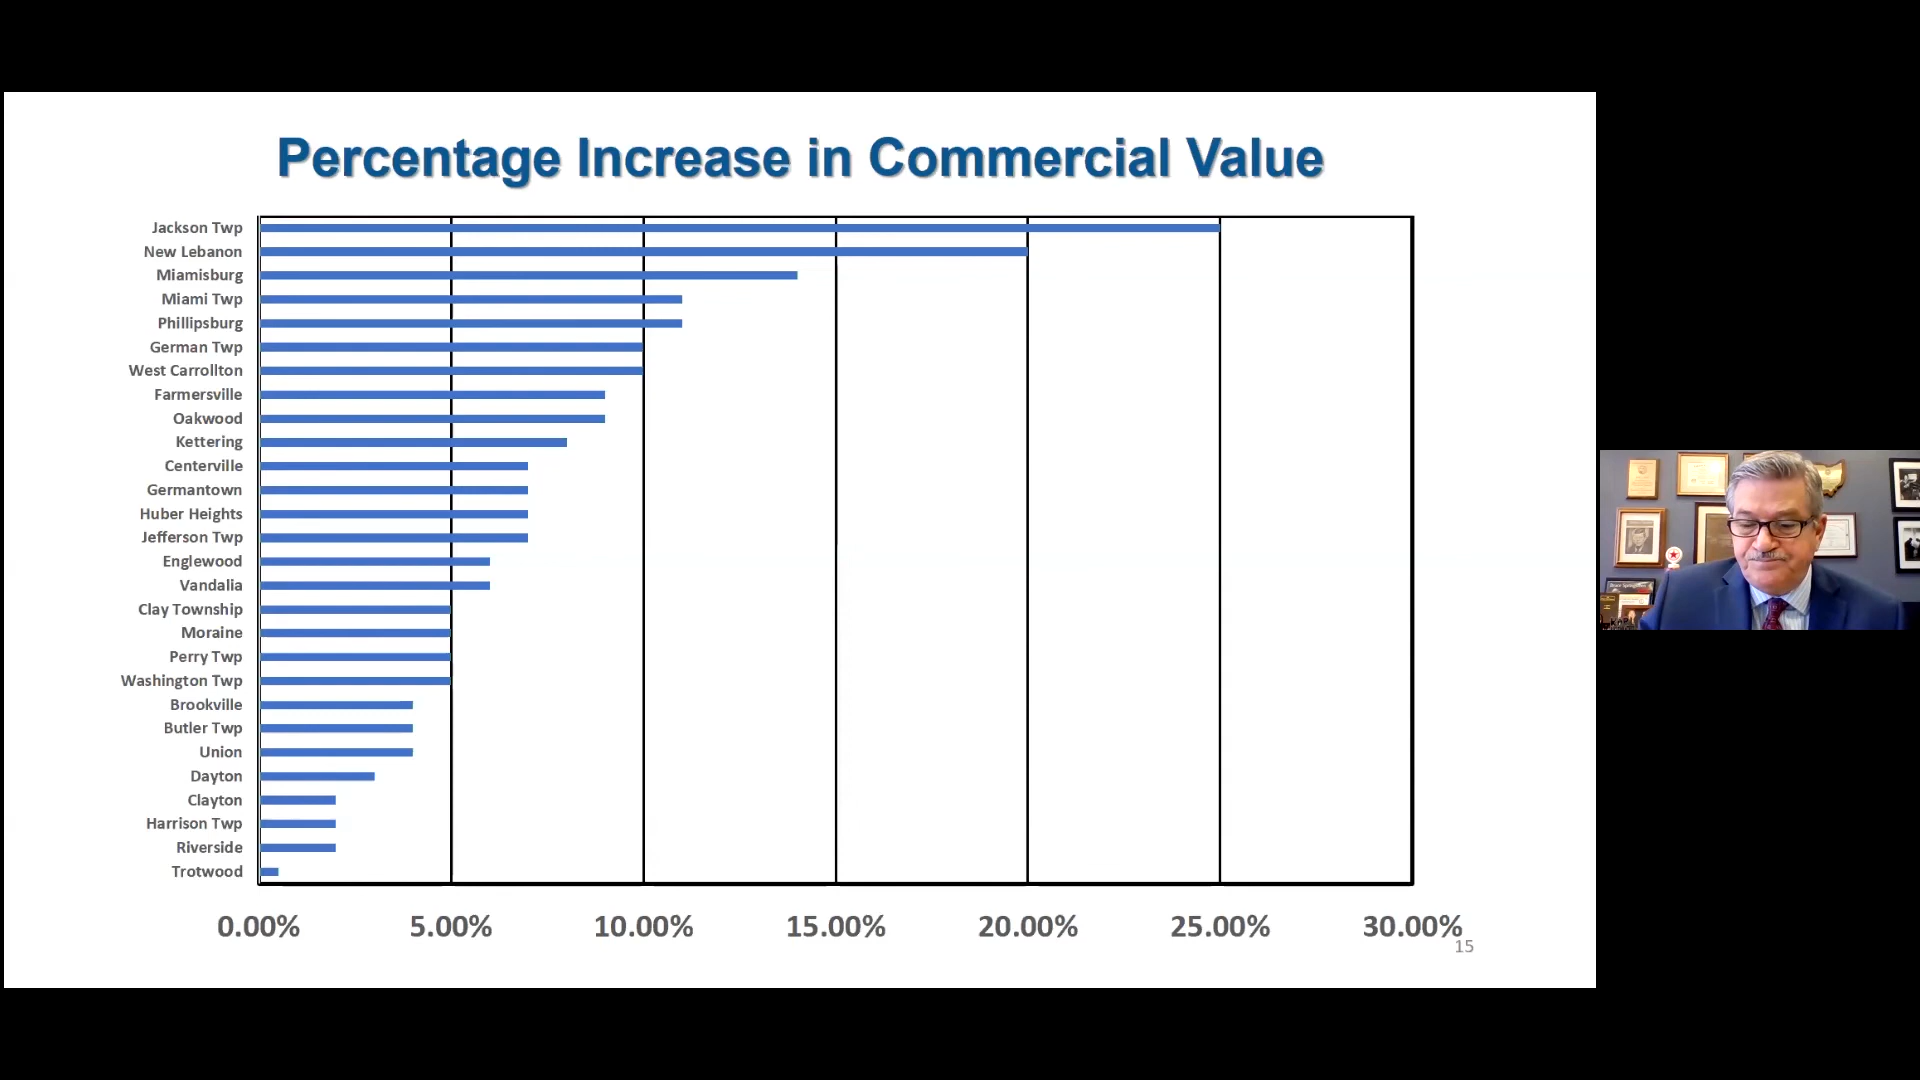 Percentage Increase in Commercial Value
Jackson Twp
New Lebanon
Miamisburg
Miami Twp
Phillipsburg
German Twp
West Carrollton
Farmersville
Oakwood
Kettering
Centerville
Germantown
Huber Heights
Jefferson Twp
Englewood
Vandalia
Clay Township
Moraine
Perry Twp
Washington Twp
Brookville
Butler Twp
Union
Dayton
Clayton
Harrison Twp
Riverside
Trotwood
0.00% 5.00% 10.00% 15.00% 20.00% 25.00% 30.00%
15